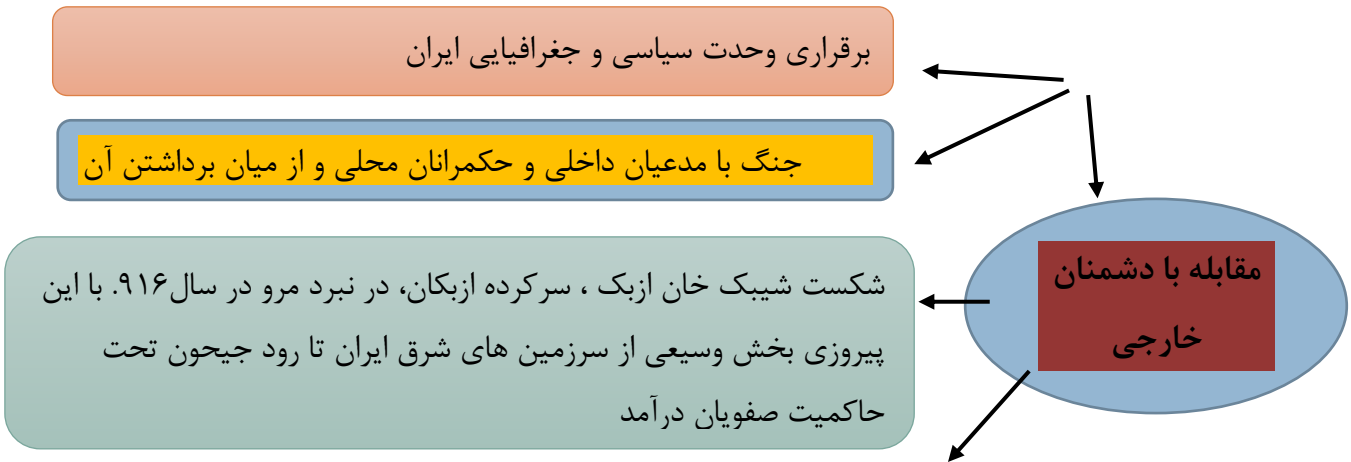 برقراری وحدت سیاسی و جغرافیایی ایران
جنگ با مدعیان داخلی و حکمرانان محلی و از میان برداشتن آن
مقابله با دشمنان
خارجی
شکست شیبک خان ازبک ، سرکرده ازبکان، در نبرد مرو در سال۹۱۶. با این
پیروزی بخش وسیعی از سرزمین های شرق ایران تا رود جیحون تحت
حاکمیت صفویان درآمد